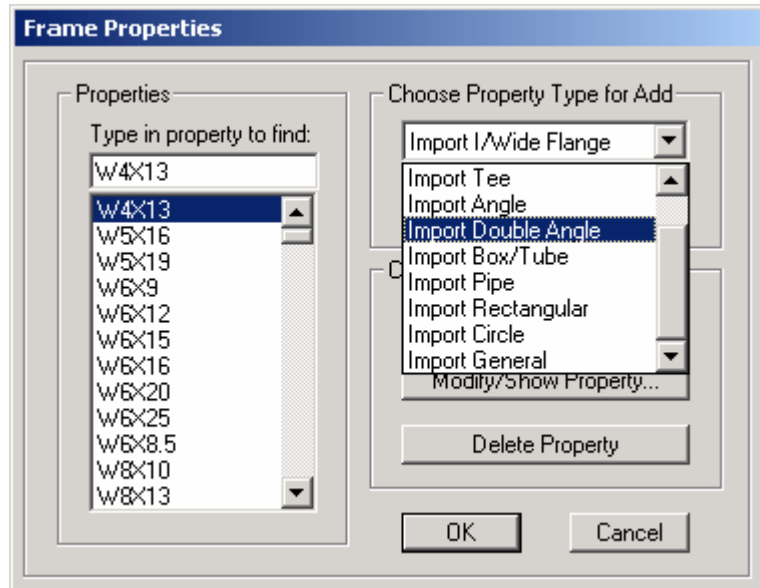 Frame Properties
Properties
Type in property to find:
W4X13
W4X13
W5X16
W5X19
W6X9
W6X12
W6X15
W6X16
W6X20
W6X25
W6X8.5
W8X10
W8X13
Choose Property Type for Add
Import I/Wide Flange
Import Tee
Import Angle
Import Double Angle
Import Box/Tube
Import Pipe
Import Rectangular
Import Circle
Import General
Modify/Show Property...
Delete Property
OK
Cancel